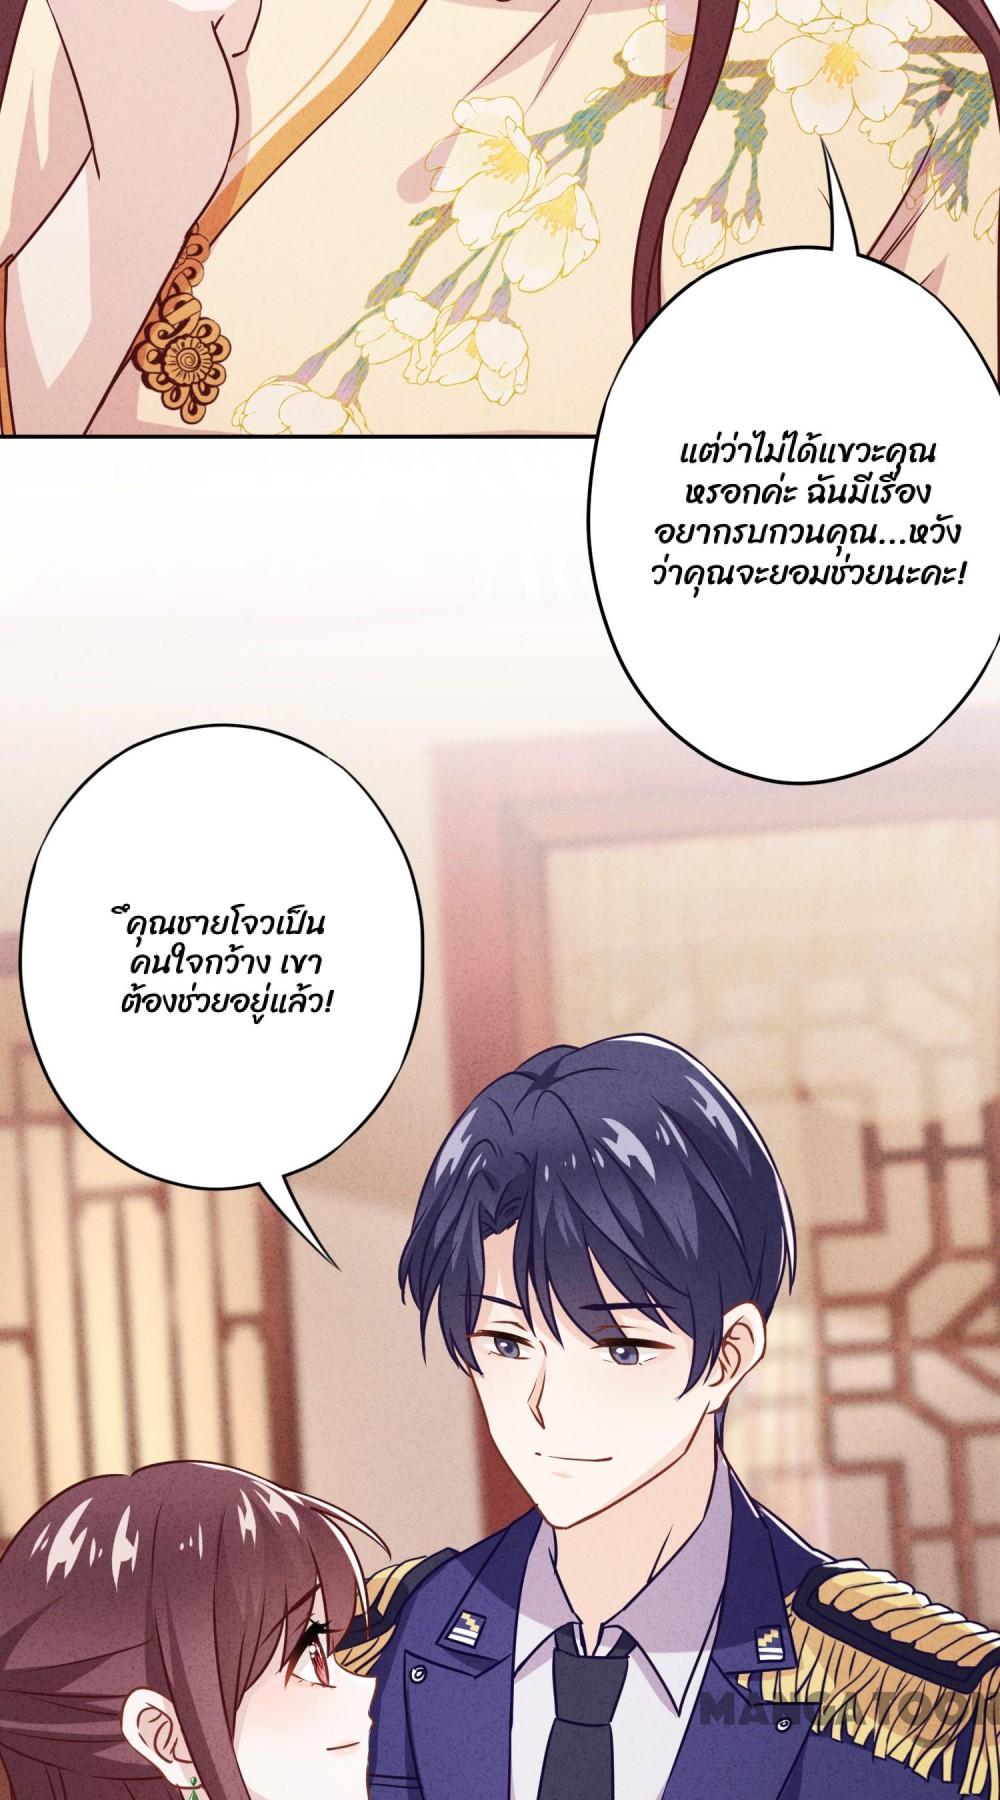 แต่ว่าไม่ได้แขวะคุณ
หรอกค่ะ ฉันมีเรื่อง
อยากรบกวนคุณ...หวัง
ว่าคุณจะยอมช่วยนะคะ!
ึคุณชายโจวเป็น
คนใจกว้าง เขา
ต้องช่วยอยู่แล้ว!
MANGATOON